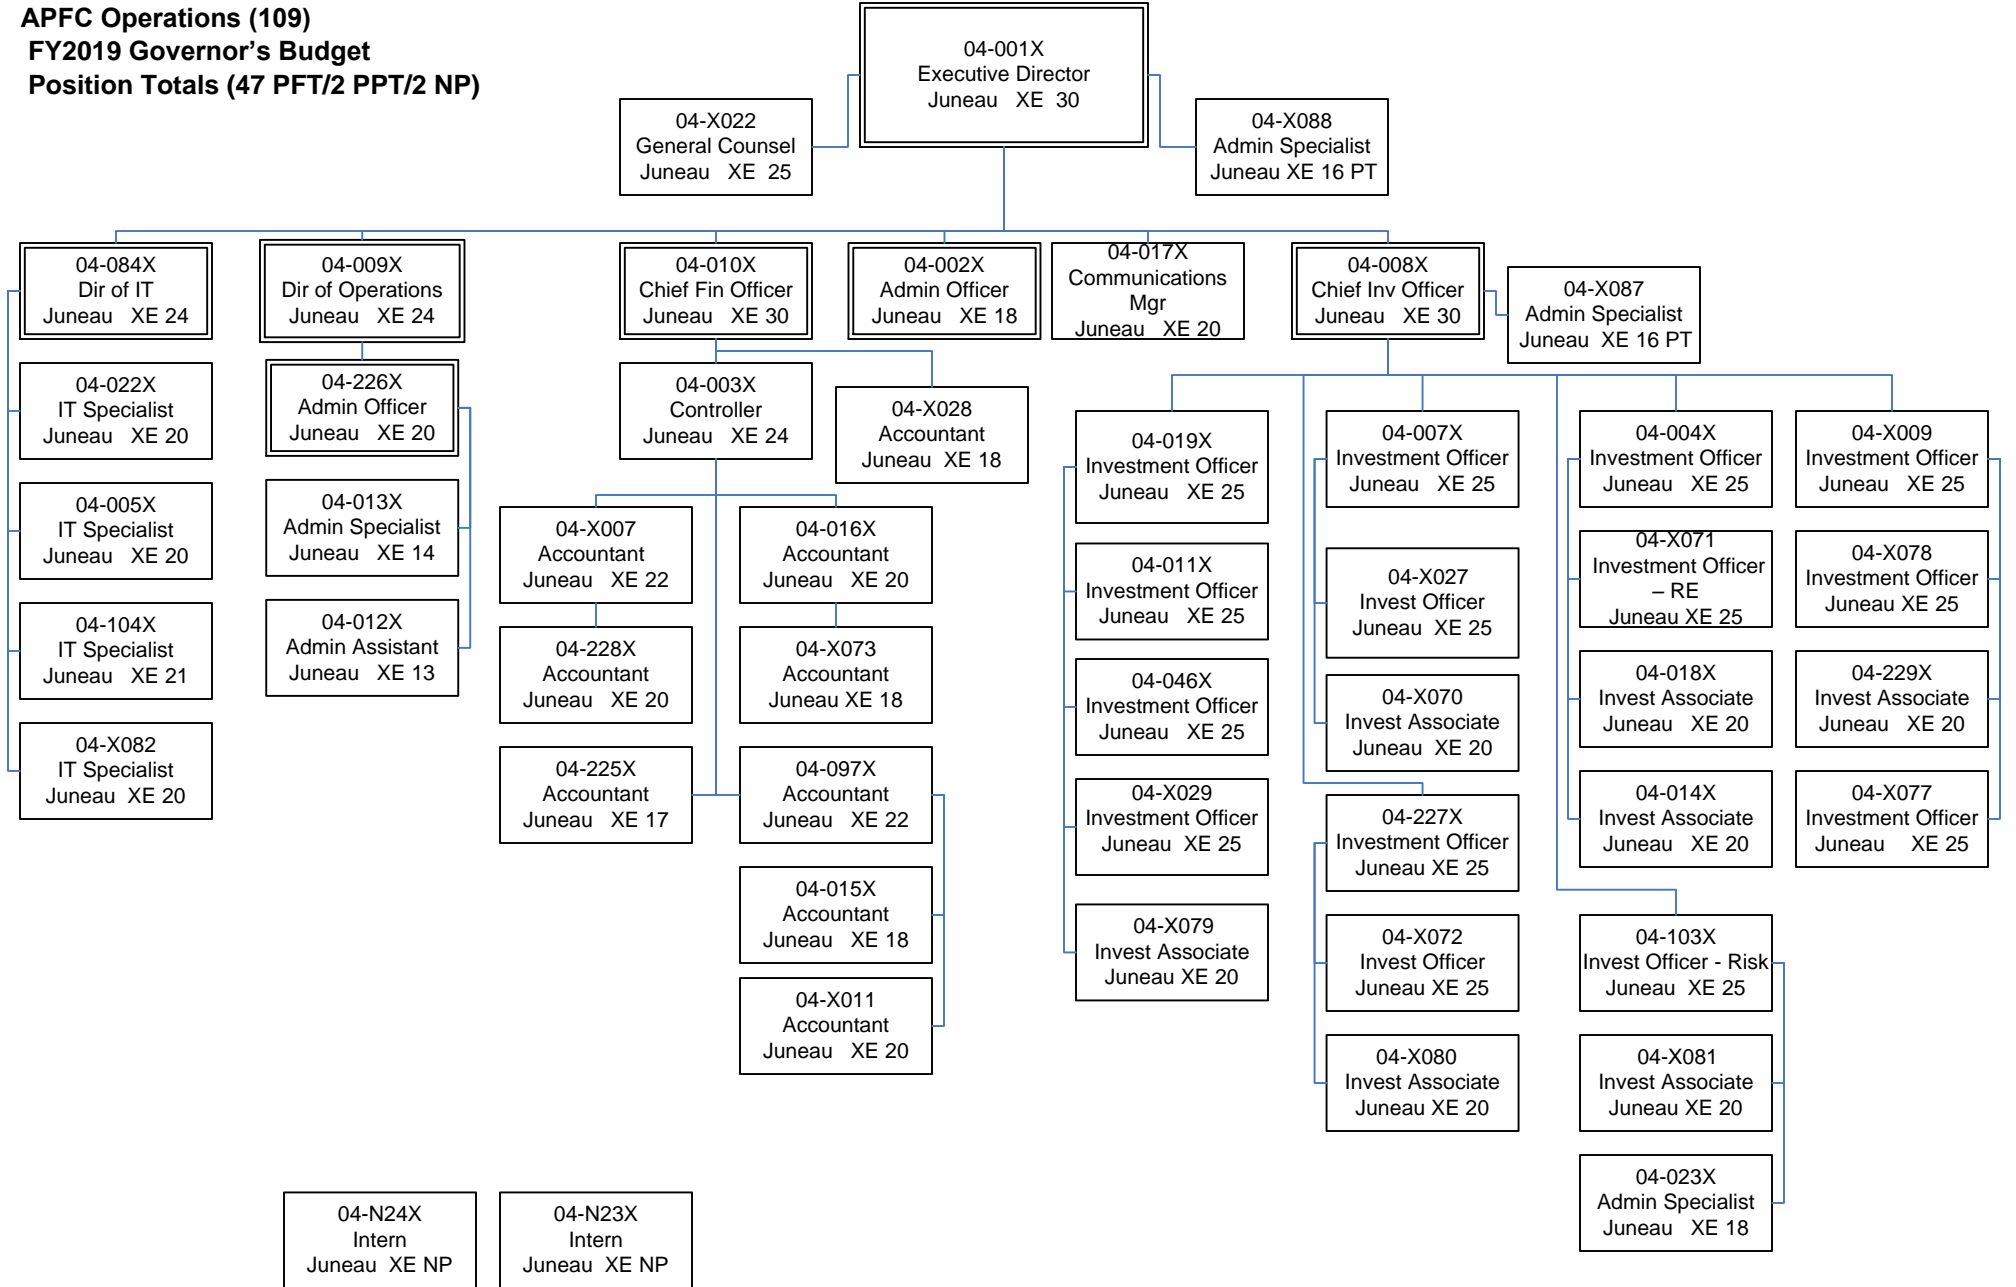 APFC Operations (109)
FY2019 Governor’s Budget
Position Totals (47 PFT/2 PPT/2 NP)
04-001X
Executive Director
Juneau XE 30
04-X022
General Counsel
Juneau XE 25
04-X088
Admin Specialist
Juneau XE 16 PT
04-084X
Dir of IT
Juneau XE 24
04-009X
Dir of Operations
Juneau XE 24
04-010X
Chief Fin Officer
Juneau XE 30
04-002X
Admin Officer
Juneau XE 18
04-017X
Communications
Mgr
Juneau XE 20
04-008X
Chief Inv Officer
Juneau XE 30
04-X087
Admin Specialist
Juneau XE 16 PT
04-022X
IT Specialist
Juneau XE 20
04-005X
IT Specialist
Juneau XE 20
04-104X
IT Specialist
Juneau XE 21
04-X082
IT Specialist
Juneau XE 20
04-226X
Admin Officer
Juneau XE 20
04-013X
Admin Specialist
Juneau XE 14
04-012X
Admin Assistant
Juneau XE 13
04-003X
Controller
Juneau XE 24
04-X028
Accountant
Juneau XE 18
04-X007
Accountant
Juneau XE 22
04-228X
Accountant
Juneau XE 20
04-225X
Accountant
Juneau XE 17
04-016X
Accountant
Juneau XE 20
04-X073
Accountant
Juneau XE 18
04-097X
Accountant
Juneau XE 22
04-015X
Accountant
Juneau XE 18
04-X011
Accountant
Juneau XE 20
04-019X
Investment Officer
Juneau XE 25
04-011X
Investment Officer
Juneau XE 25
04-046X
Investment Officer
Juneau XE 25
04-X029
Investment Officer
Juneau XE 25
04-X079
Invest Associate
Juneau XE 20
04-007X
Investment Officer
Juneau XE 25
04-X027
Invest Officer
Juneau XE 25
04-X070
Invest Associate
Juneau XE 20
04-227X
Investment Officer
Juneau XE 25
04-X072
Invest Officer
Juneau XE 25
04-X080
Invest Associate
Juneau XE 20
04-004X
Investment Officer
Juneau XE 25
04-X071
Investment Officer
– RE
Juneau XE 25
04-018X
Invest Associate
Juneau XE 20
04-014X
Invest Associate
Juneau XE 20
04-103X
Invest Officer - Risk
Juneau XE 25
04-X081
Invest Associate
Juneau XE 20
04-023X
Admin Specialist
Juneau XE 18
04-X009
Investment Officer
Juneau XE 25
04-X078
Investment Officer
Juneau XE 25
04-229X
Invest Associate
Juneau XE 20
04-X077
Investment Officer
Juneau XE 25
04-N24X
Intern
Juneau XE NP
04-N23X
Intern
Juneau XE NP